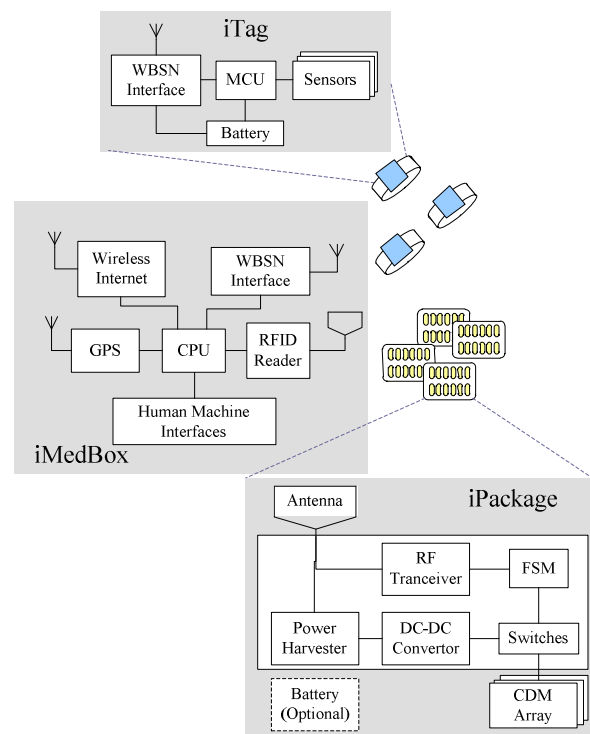 iTag
WBSN
Interface
MCU
Sensors
Battery
Wireless
Internet
WBSN
Interface
GPS
CPU
RFID
Reader
Human Machine
Interfaces
iMedBox
iPackage
Antenna
RF
Tranceiver
FSM
Power
Harvester
DC-DC
Convertor
Switches
Battery
(Optional)
CDM
Array